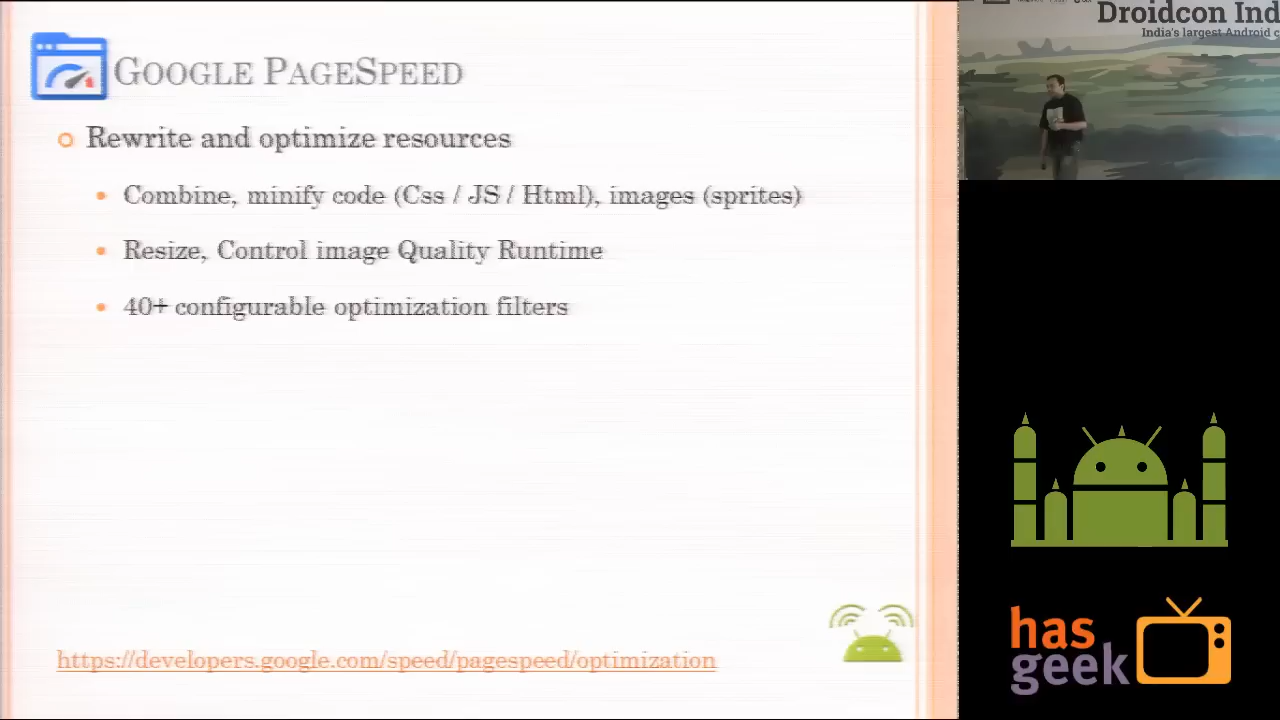 GOOGLE PAGESPEED
Rewrite and optimize resources
Combine, minify code (Css / JS / Html), images (sprites)
Resize, Control image Quality Runtime
40+ configurable optimization filters
https://developers.google.com/speed/pagespeed/optimization
Droidcon Ind
India's largest Android c
has
geek